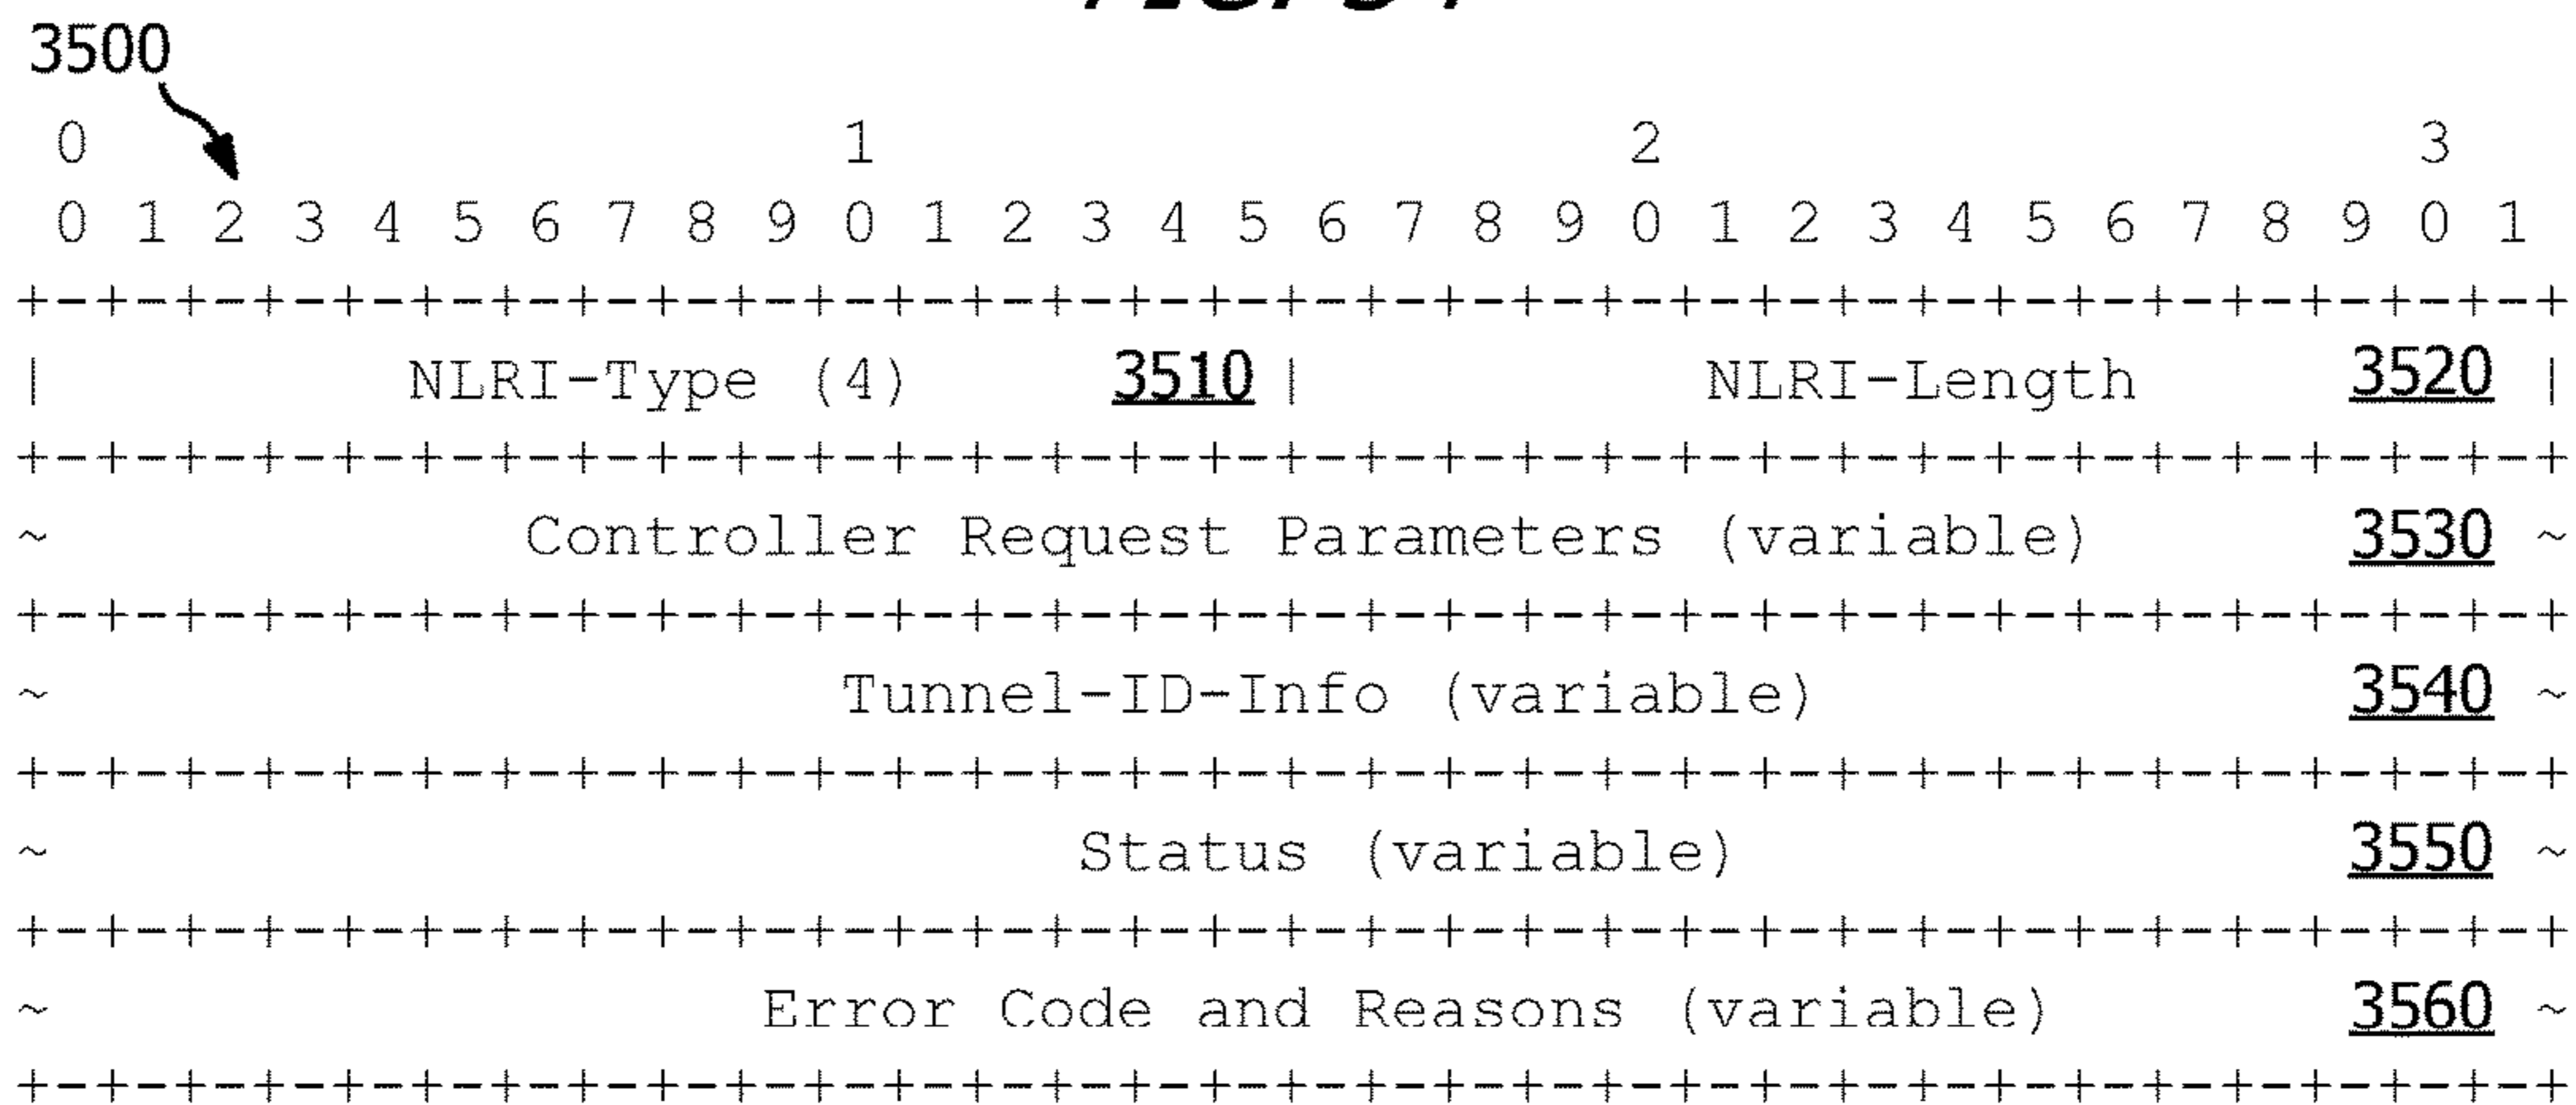 3500
0 1 2 3
0 1 2 3 4 5 6 7 8 9 0 1 2 3 4 5 6 7 8 9 0 1 2 3 4 5 6 7 8 9 0 1
+-+-+-+-+-+-+-+-+-+-+-+-+-+-+-+-+-+-+-+-+-+-+-+-+-+-+-+-+-+-+-+-+
| NLRI-Type (4) 3510 | NLRI-Length 3520 |
+-+-+-+-+-+-+-+-+-+-+-+-+-+-+-+-+-+-+-+-+-+-+-+-+-+-+-+-+-+-+-+-+
~ Controller Request Parameters (variable) 3530 ~
+-+-+-+-+-+-+-+-+-+-+-+-+-+-+-+-+-+-+-+-+-+-+-+-+-+-+-+-+-+-+-+-+
~ Tunnel-ID-Info (variable) 3540 ~
+-+-+-+-+-+-+-+-+-+-+-+-+-+-+-+-+-+-+-+-+-+-+-+-+-+-+-+-+-+-+-+-+
~ Status (variable) 3550 ~
+-+-+-+-+-+-+-+-+-+-+-+-+-+-+-+-+-+-+-+-+-+-+-+-+-+-+-+-+-+-+-+-+
~ Error Code and Reasons (variable) 3560 ~
+-+-+-+-+-+-+-+-+-+-+-+-+-+-+-+-+-+-+-+-+-+-+-+-+-+-+-+-+-+-+-+-+